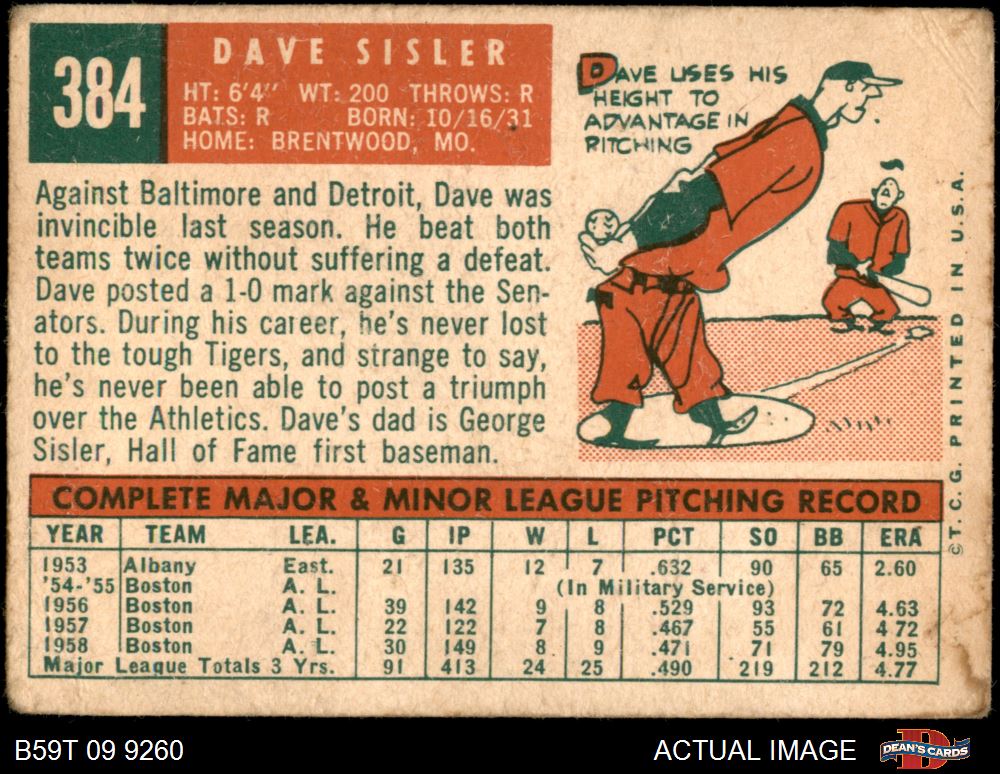 384
DAVE SISLER
HT: 6'4" WT: 200 THROWS: R
BATS: R BORN: 10/16/31
HOME: BRENTWOOD, MO.
DAVE USES HIS
HEIGHT TO
ADVANTAGE IN
PITCHING
Against Baltimore and Detroit, Dave was
invincible last season. He beat both
teams twice without suffering a defeat.
Dave posted a 1-0 mark against the Sen-
ators. During his career, he's never lost
to the tough Tigers, and strange to say,
he's never been able to post a triumph
over the Athletics. Dave's dad is George
Sisler, Hall of Fame first baseman.
©T.C.G. PRINTED IN U.S.A.
COMPLETE MAJOR & MINOR LEAGUE PITCHING RECORD
YEAR TEAM LEA. G IP W L PCT SO BB ERA
1953 Albany East. 21 135 12 7 .632 90 65 2.60
'54-'55 Boston A. L. (In Military Service)
1956 Boston A. L. 39 142 9 8 .529 93 72 4.63
1957 Boston A. L. 22 122 7 8 .467 55 61 4.72
1958 Boston A. L. 30 149 8 9 .471 71 79 4.95
Major League Totals 3 Yrs. 91 413 24 25 .490 219 212 4.77
B59T 09 9260
ACTUAL IMAGE
DEAN'S CARDS